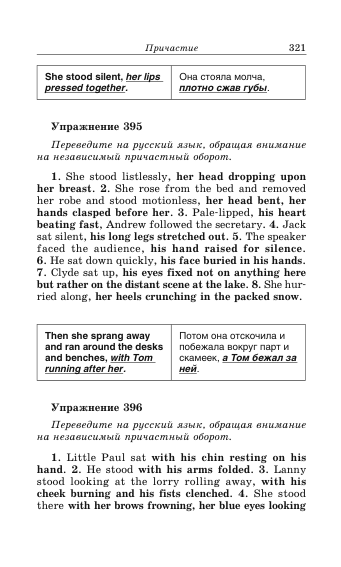 Причастие 321
She stood silent, her lips
pressed together.
Она стояла молча,
плотно сжав губы.
Упражнение 395
Переведите на русский язык, обращая внимание
на независимый причастный оборот.
1. She stood listlessly, her head dropping upon
her breast. 2. She rose from the bed and removed
her robe and stood motionless, her head bent, her
hands clasped before her. 3. Pale-lipped, his heart
beating fast, Andrew followed the secretary. 4. Jack
sat silent, his long legs stretched out. 5. The speaker
faced the audience, his hand raised for silence.
6. He sat down quickly, his face buried in his hands.
7. Clyde sat up, his eyes fixed not on anything here
but rather on the distant scene at the lake. 8. She hur-
ried along, her heels crunching in the packed snow.
Then she sprang away
and ran around the desks
and benches, with Tom
running after her.
Потом она отскочила и
побежала вокруг парт и
скамеек, а Том бежал за
ней.
Упражнение 396
Переведите на русский язык, обращая внимание
на независимый причастный оборот.
1. Little Paul sat with his chin resting on his
hand. 2. He stood with his arms folded. 3. Lanny
stood looking at the lorry rolling away, with his
cheek burning and his fists clenched. 4. She stood
there with her brows frowning, her blue eyes looking